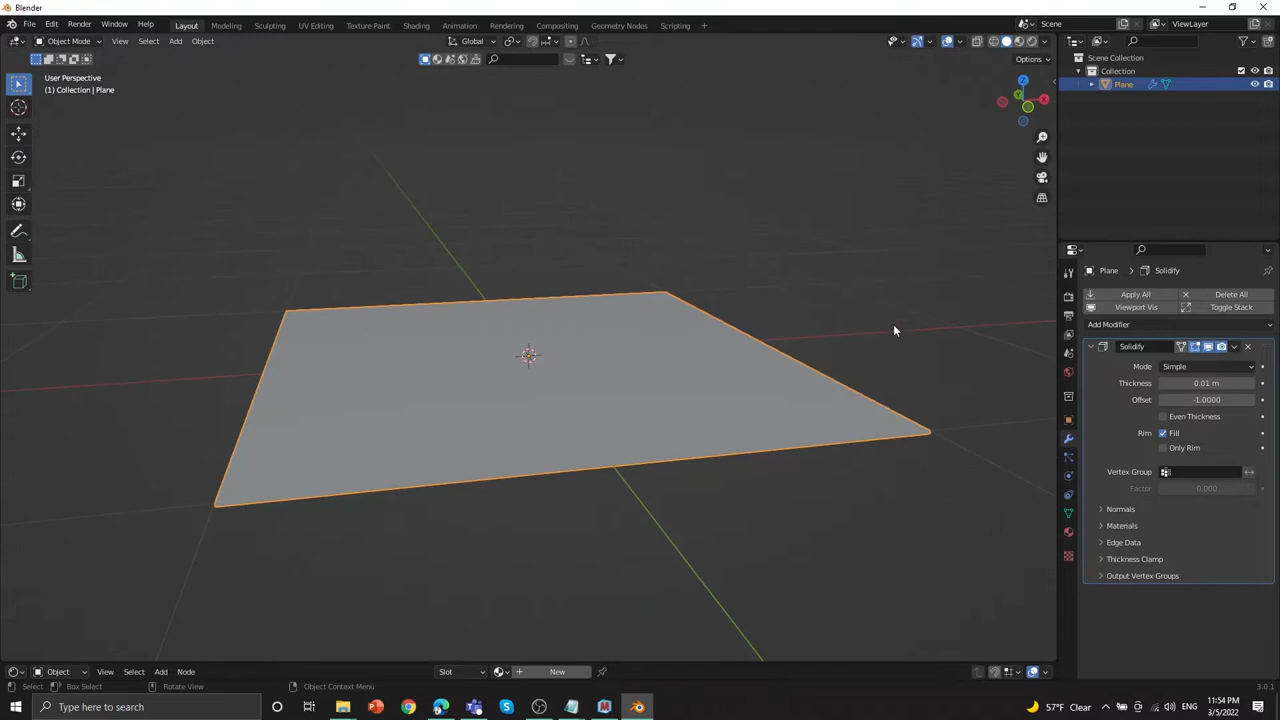 Blender
File Edit Render Window Help Layout Modeling Sculpting UV Editing Texture Paint Shading Animation Rendering Compositing Geometry Nodes Scripting + Scene ViewLayer
Object Mode View Select Add Object Global
Options
User Perspective
(1) Collection | Plane
Z
Y
X
Scene Collection
Collection
Plane
Plane > Solidify
Apply All Delete All
Viewport Vis Toggle Stack
Add Modifier
Solidify
Mode Simple
Thickness 0.01 m
Offset -1.0000
Even Thickness
Rim Fill
Only Rim
Vertex Group
Factor 0.000
Normals
Materials
Edge Data
Thickness Clamp
Output Vertex Groups
Object View Select Add Node Slot + New
Select Box Select Rotate View Object Context Menu 3.0.1
Type here to search 57°F Clear 11:54 PM
3/5/2022